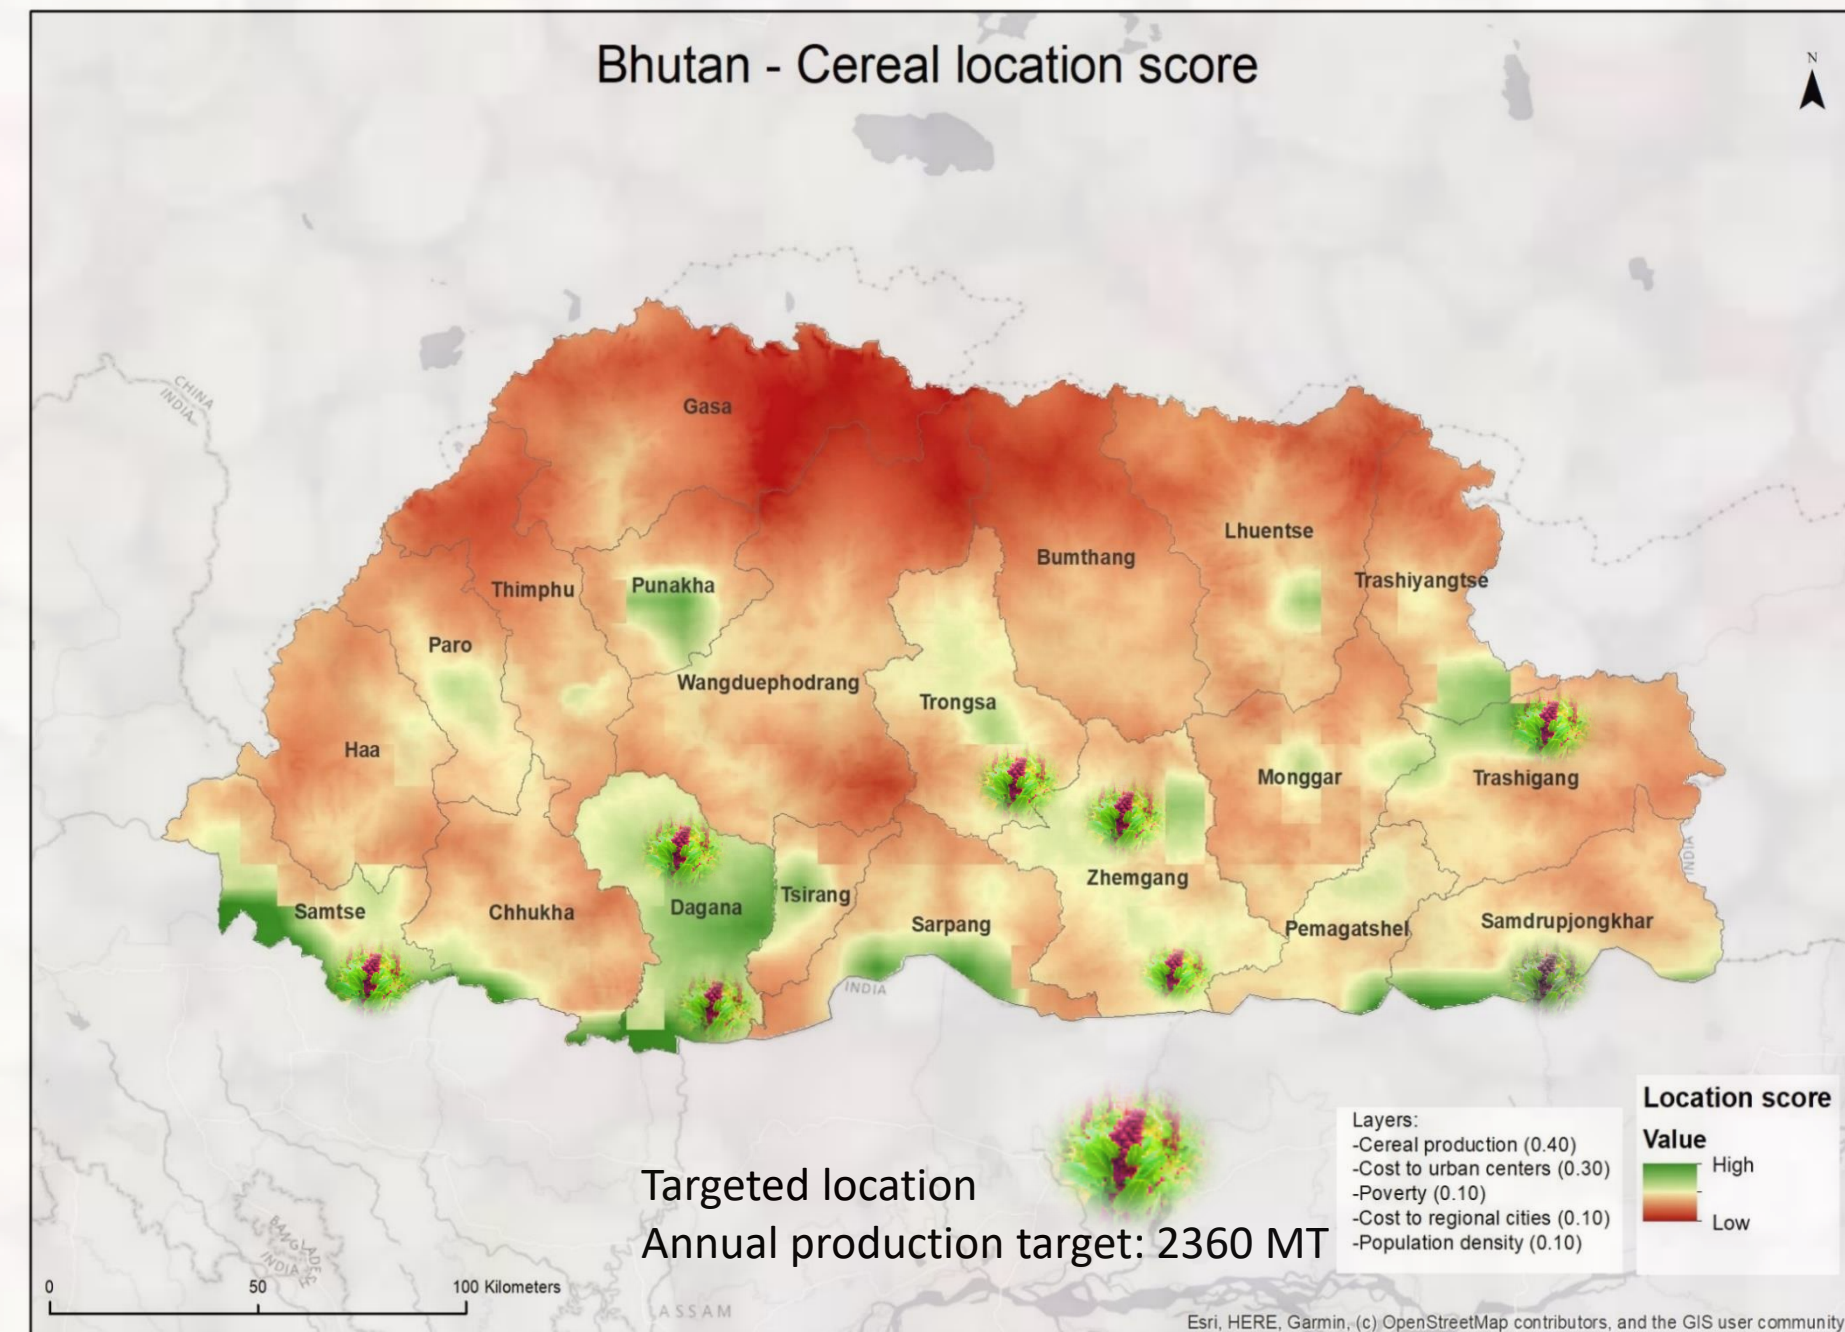 Bhutan - Cereal location score
N
CHINA
INDIA
Gasa
Lhuentse
Bumthang
Trashiyangtse
Thimphu
Punakha
Paro
Wangduephodrang
Trongsa
Haa
Monggar
Trashigang
INDIA
Zhemgang
Tsirang
Dagana
Samtse
Chhukha
Sarpang
Pemagatshel
Samdrupjongkhar
INDIA
Targeted location
Annual production target: 2360 MT
Layers:
-Cereal production (0.40)
-Cost to urban centers (0.30)
-Poverty (0.10)
-Cost to regional cities (0.10)
-Population density (0.10)
Location score
Value
High
Low
BANGLADESH
INDIA
0 50 100 Kilometers
ASSAM
Esri, HERE, Garmin, (c) OpenStreetMap contributors, and the GIS user community